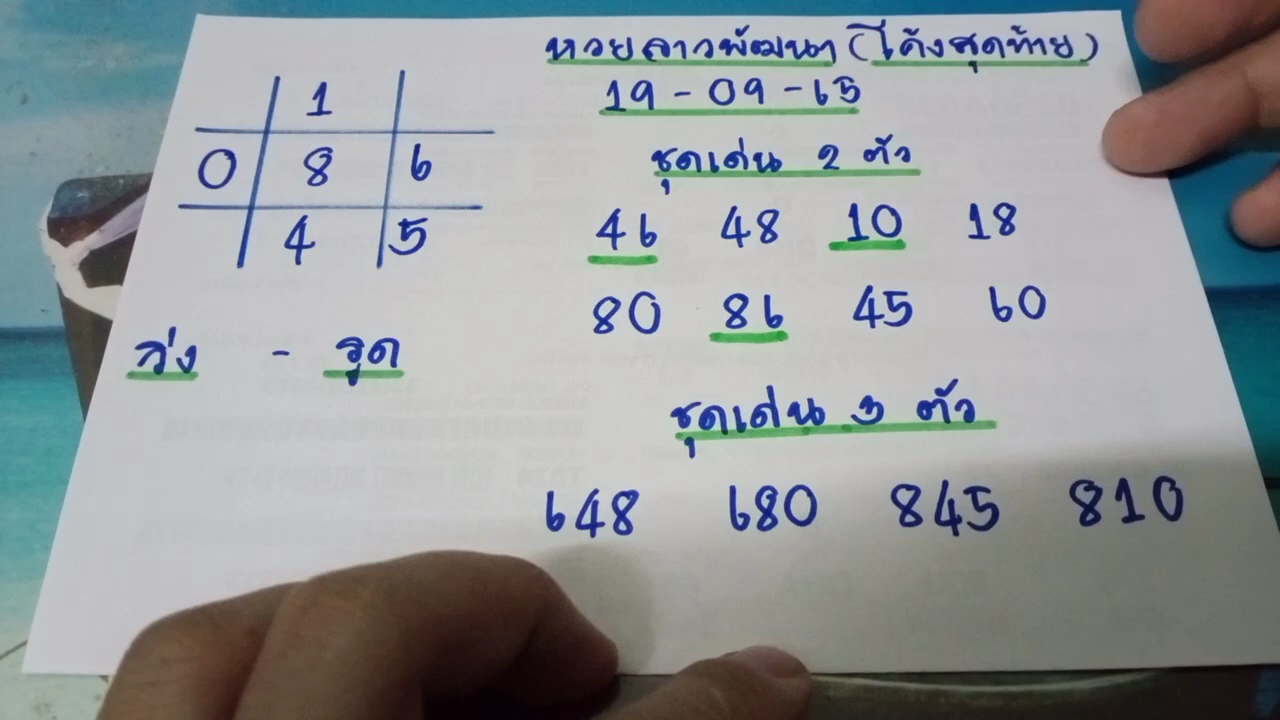 หวยลาวพัฒนา (โค้งสุดท้าย)
19 - 09 - 65
1
0 8 6
4 5
ชุดเด่น 2 ตัว
46 48 10 18
80 86 45 60
วิ่ง - รูด
ชุดเด่น 3 ตัว
648 680 845 810